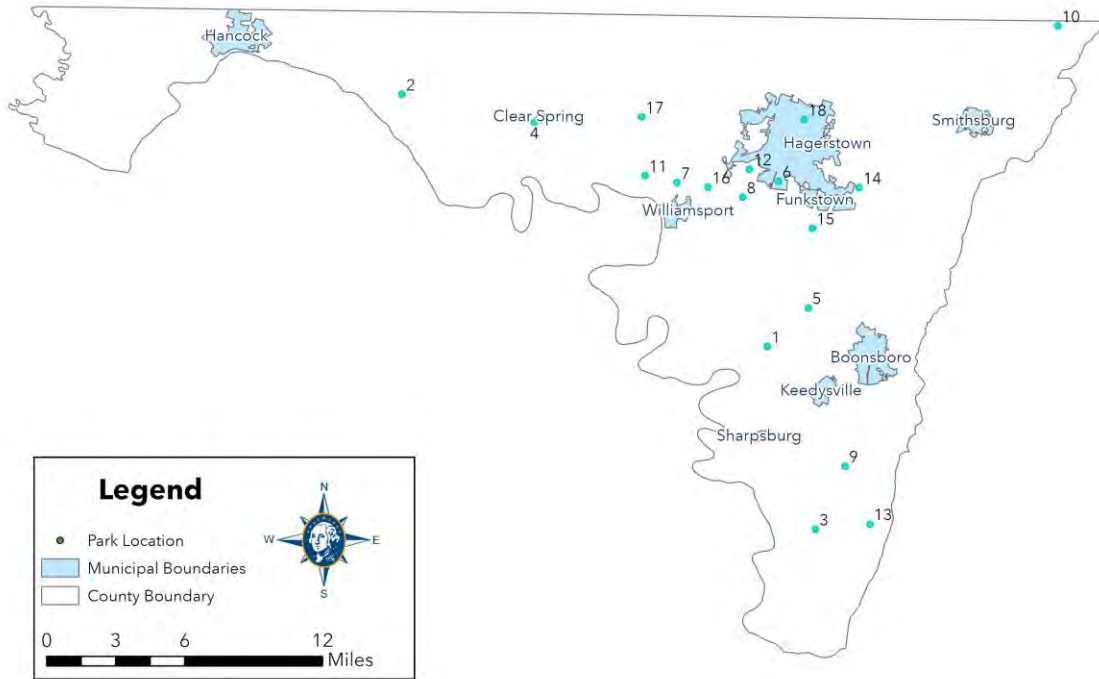 10
Hancock
2
17
Clear Spring
4
18
Smithsburg
Hagerstown
12
11
7
16
6
14
8
Funkstown
Williamsport
15
5
1
Boonsboro
Keedysville
Sharpsburg
9
3
13
Legend
N
W
E
S
Park Location
Municipal Boundaries
County Boundary
0 3 6 12
Miles